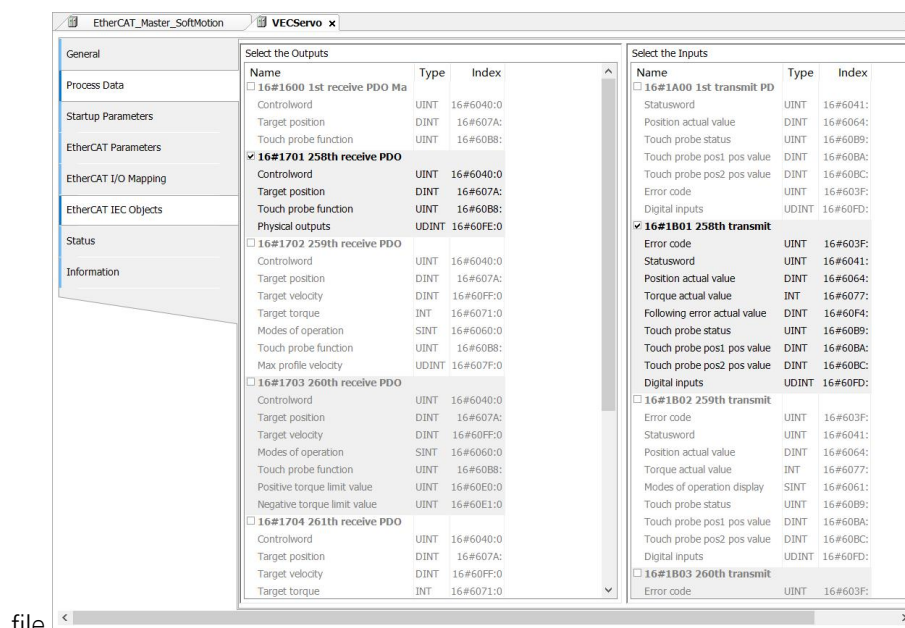 EtherCAT_Master_SoftMotion
VECServo x
General
Process Data
Startup Parameters
EtherCAT Parameters
EtherCAT I/O Mapping
EtherCAT IEC Objects
Status
Information
Select the Outputs
Name Type Index
16#1600 1st receive PDO Ma
Controlword UINT 16#6040:0
Target position DINT 16#607A:
Touch probe function UINT 16#60B8:
16#1701 258th receive PDO
Controlword UINT 16#6040:0
Target position DINT 16#607A:
Touch probe function UINT 16#60B8:
Physical outputs UDINT 16#60FE:0
16#1702 259th receive PDO
Controlword UINT 16#6040:0
Target position DINT 16#607A:
Target velocity DINT 16#60FF:0
Target torque INT 16#6071:0
Modes of operation SINT 16#6060:0
Touch probe function UINT 16#60B8:
Max profile velocity UDINT 16#607F:0
16#1703 260th receive PDO
Controlword UINT 16#6040:0
Target position DINT 16#607A:
Target velocity DINT 16#60FF:0
Modes of operation SINT 16#6060:0
Touch probe function UINT 16#60B8:
Positive torque limit value UINT 16#60E0:0
Negative torque limit value UINT 16#60E1:0
16#1704 261th receive PDO
Controlword UINT 16#6040:0
Target position DINT 16#607A:
Target velocity DINT 16#60FF:0
Target torque INT 16#6071:0
Select the Inputs
Name Type Index
16#1A00 1st transmit PD
Statusword UINT 16#6041:
Position actual value DINT 16#6064:
Touch probe status UINT 16#60B9:
Touch probe pos1 pos value DINT 16#60BA:
Touch probe pos2 pos value DINT 16#60BC:
Error code UINT 16#603F:
Digital inputs UDINT 16#60FD:
16#1B01 258th transmit
Error code UINT 16#603F:
Statusword UINT 16#6041:
Position actual value DINT 16#6064:
Torque actual value INT 16#6077:
Following error actual value DINT 16#60F4:
Touch probe status UINT 16#60B9:
Touch probe pos1 pos value DINT 16#60BA:
Touch probe pos2 pos value DINT 16#60BC:
Digital inputs UDINT 16#60FD:
16#1B02 259th transmit
Error code UINT 16#603F:
Statusword UINT 16#6041:
Position actual value DINT 16#6064:
Torque actual value INT 16#6077:
Modes of operation display SINT 16#6061:
Touch probe status UINT 16#60B9:
Touch probe pos1 pos value DINT 16#60BA:
Touch probe pos2 pos value DINT 16#60BC:
Digital inputs UDINT 16#60FD:
16#1B03 260th transmit
Error code UINT 16#603F:
file